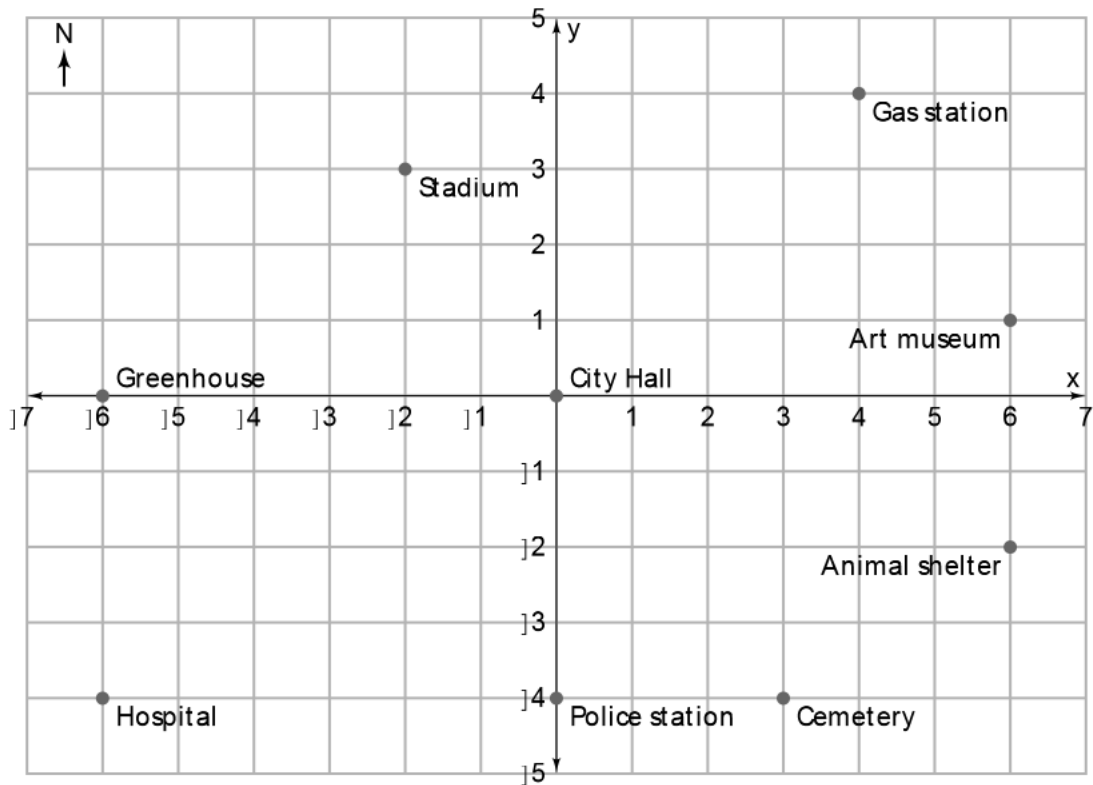 5
N
y
4
Gas station
3
Stadium
2
1
Art museum
Greenhouse
City Hall
x
]7 ]6 ]5 ]4 ]3 ]2 ]1 1 2 3 4 5 6 7
]1
]2
Animal shelter
]3
]4
Hospital
Police station
Cemetery
]5